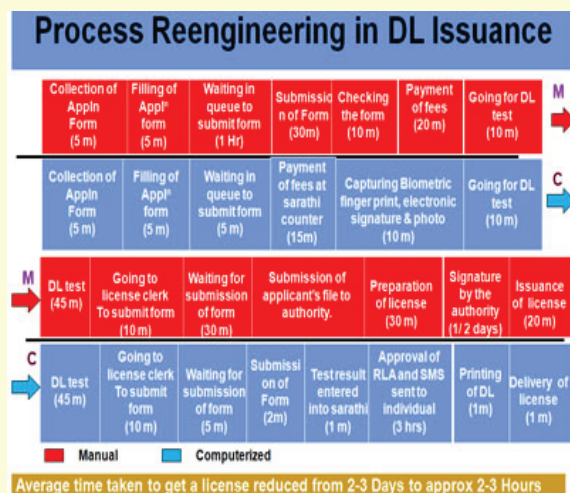 Process Reengineering in DL Issuance
Collection of
Appln
Form
(5 m)
Filling of
Applⁿ
form
(5 m)
Waiting in
queue to
submit form
(1 Hr)
Submissio
n of Form
(30m)
Checking
the form
(10 m)
Payment
of fees
(20 m)
Going for DL
test
(10 m)
M
Collection of
Appln
Form
(5 m)
Filling of
Applⁿ
form
(5 m)
Waiting in
queue to
submit form
(5 m)
Payment
of fees at
sarathi
counter
(15m)
Capturing Biometric
finger print, electronic
signature & photo
(10 m)
Going for DL
test
(10 m)
C
M
DL test
(45 m)
Going to
license clerk
To submit form
(10 m)
Waiting for
submission
of form
(30 m)
Submission of
applicant's file to
authority.
Preparation
of license
(30 m)
Signature
by the
authority
(1/ 2 days)
Issuance
of license
(20 m)
C
DL test
(45 m)
Going to
license clerk
To submit
form
(10 m)
Waiting for
submission
of form
(5 m)
Submissi
on of
Form
(2m)
Test result
entered
into sarathi
(1 m)
Approval of
RLA and SMS
sent to
individual
(3 hrs)
Printing
of DL
(1m)
Delivery of
license
(1 m)
Manual
Computerized
Average time taken to get a license reduced from 2-3 Days to approx 2-3 Hours